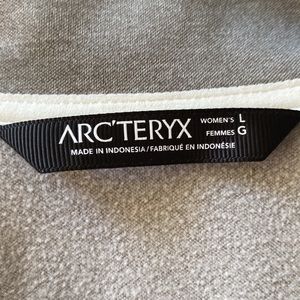 ARC'TERYX WOMEN'S L
FEMMES G
MADE IN INDONESIA/FABRIQUÉ EN INDONÉSIE